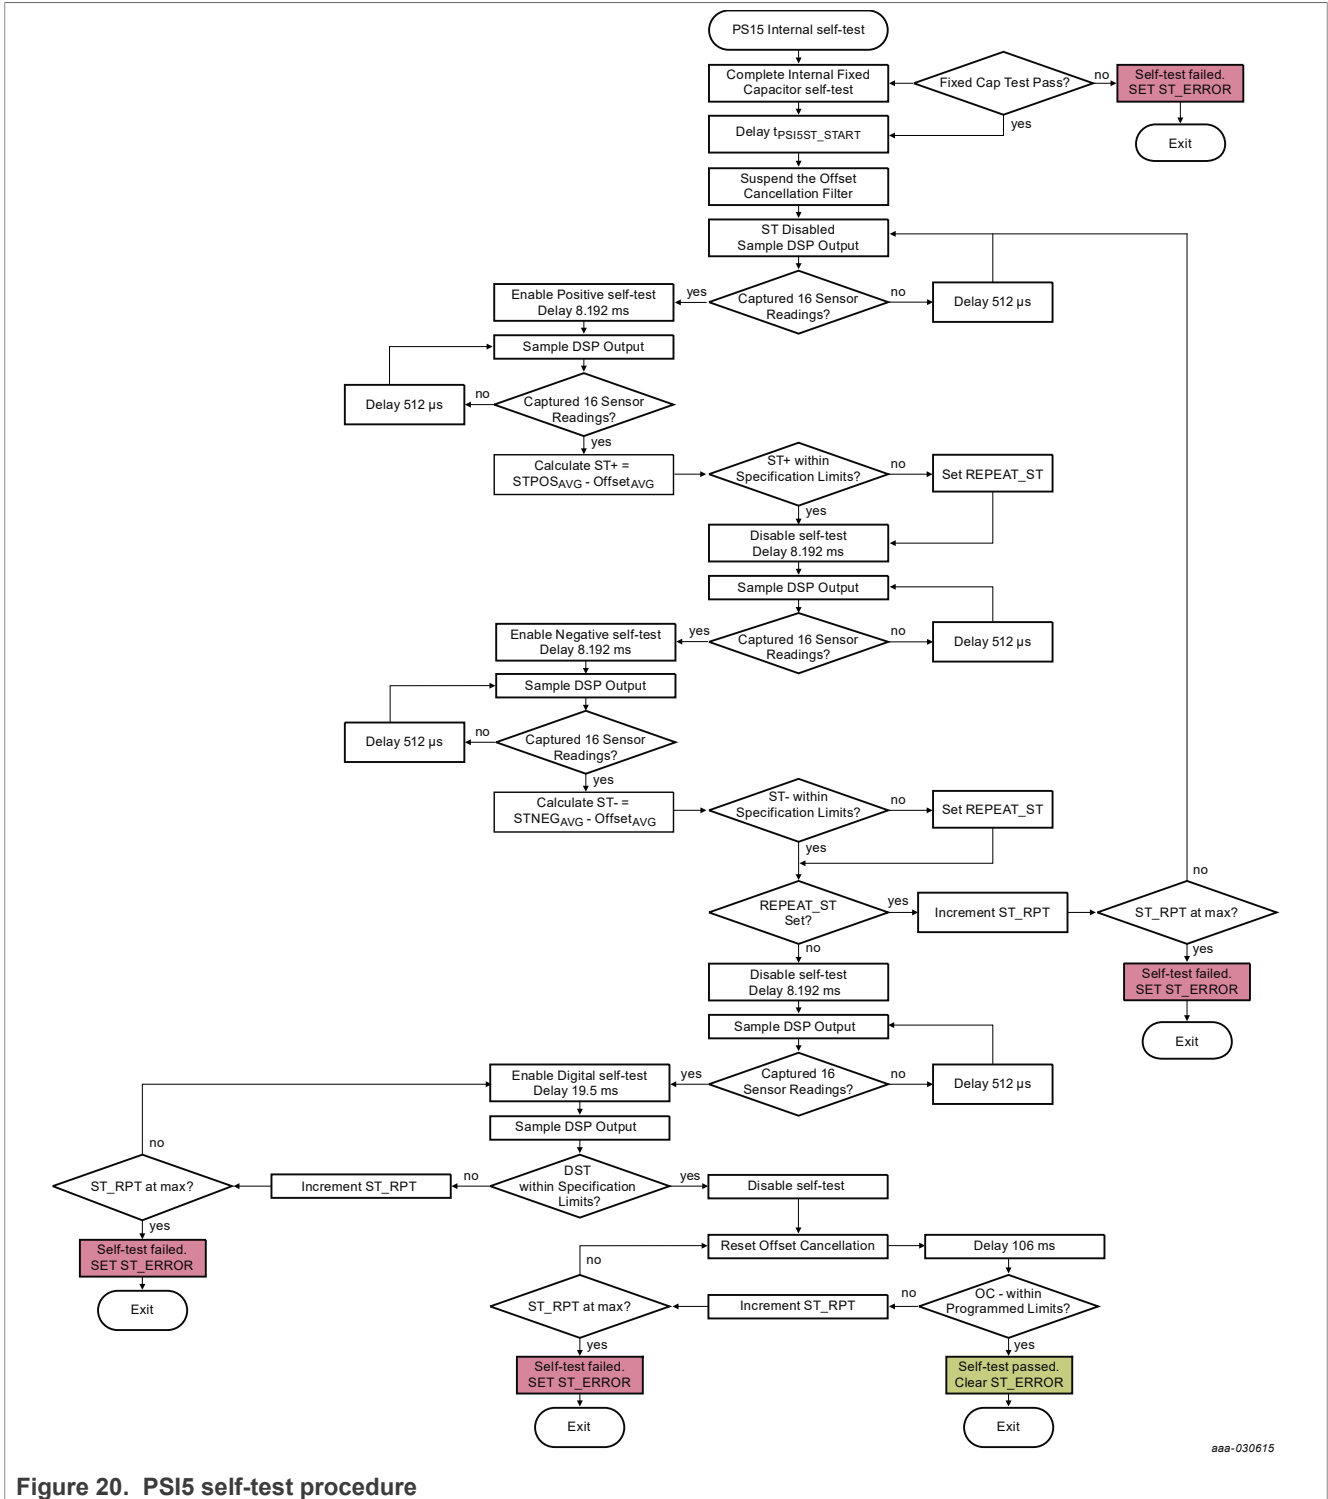 PS15 Internal self-test
Complete Internal Fixed
Capacitor self-test
Fixed Cap Test Pass?
no
Self-test failed.
SET ST_ERROR
yes
Exit
Delay tPSI5ST_START
Suspend the Offset
Cancellation Filter
ST Disabled
Sample DSP Output
Captured 16 Sensor
Readings?
no
Delay 512 µs
yes
Enable Positive self-test
Delay 8.192 ms
Sample DSP Output
Captured 16 Sensor
Readings?
no
Delay 512 µs
yes
Calculate ST+ =
STPOSAVG - OffsetAVG
ST+ within
Specification Limits?
no
Set REPEAT_ST
yes
Disable self-test
Delay 8.192 ms
Sample DSP Output
Captured 16 Sensor
Readings?
no
Delay 512 µs
yes
Enable Negative self-test
Delay 8.192 ms
Sample DSP Output
Captured 16 Sensor
Readings?
no
Delay 512 µs
yes
Calculate ST- =
STNEGAVG - OffsetAVG
ST- within
Specification Limits?
no
Set REPEAT_ST
yes
REPEAT_ST
Set?
yes
Increment ST_RPT
ST_RPT at max?
no
yes
Self-test failed.
SET ST_ERROR
Exit
no
Disable self-test
Delay 8.192 ms
Sample DSP Output
Captured 16
Sensor Readings?
no
Delay 512 µs
yes
Enable Digital self-test
Delay 19.5 ms
Sample DSP Output
DST
within Specification
Limits?
no
Increment ST_RPT
ST_RPT at max?
no
yes
Self-test failed.
SET ST_ERROR
Exit
yes
Disable self-test
Reset Offset Cancellation
Delay 106 ms
OC - within
Programmed Limits?
no
Increment ST_RPT
ST_RPT at max?
no
yes
Self-test failed.
SET ST_ERROR
Exit
yes
Self-test passed.
Clear ST_ERROR
Exit
aaa-030615
Figure 20. PSI5 self-test procedure